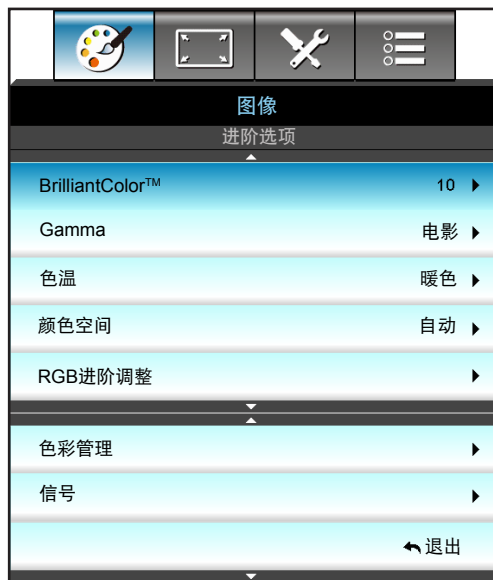 图像
进阶选项
BrilliantColor™ 10
Gamma 电影
色温 暖色
颜色空间 自动
RGB进阶调整
色彩管理
信号
退出